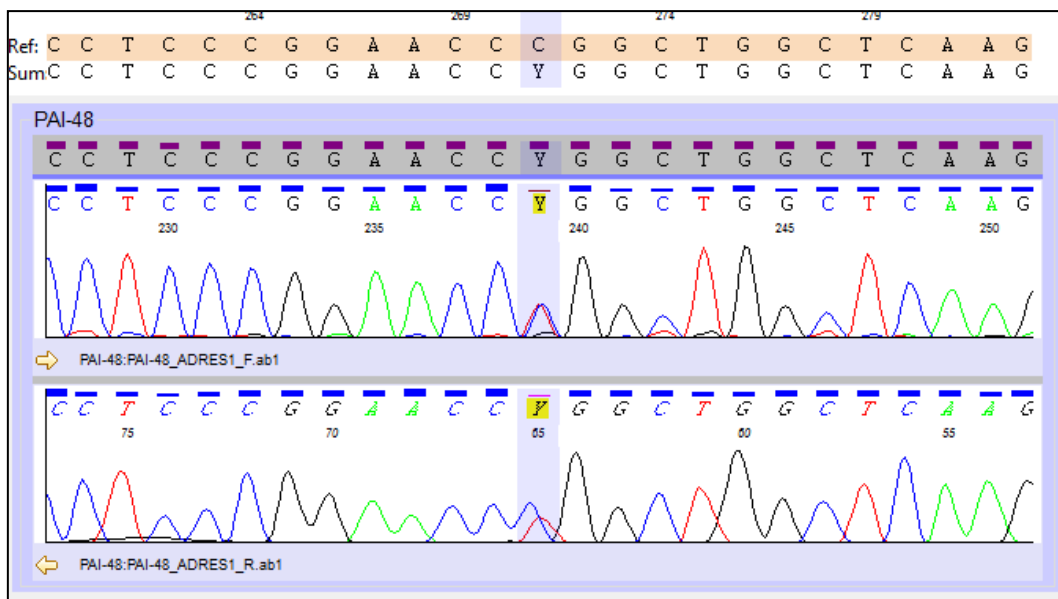 264 269 274 279
Ref: C C T C C C G G A A C C C G G C T G G C T C A A G
Sum: C C T C C C G G A A C C Y G G C T G G C T C A A G
PAI-48
C C T C C C G G A A C C Y G G C T G G C T C A A G
C C T C C C G G A A C C Y G G C T G G C T C A A G
230 235 240 245 250
PAI-48:PAI-48_ADRES1_F.ab1
C C T C C C G G A A C C Y G G C T G G C T C A A G
75 70 65 60 55
PAI-48:PAI-48_ADRES1_R.ab1